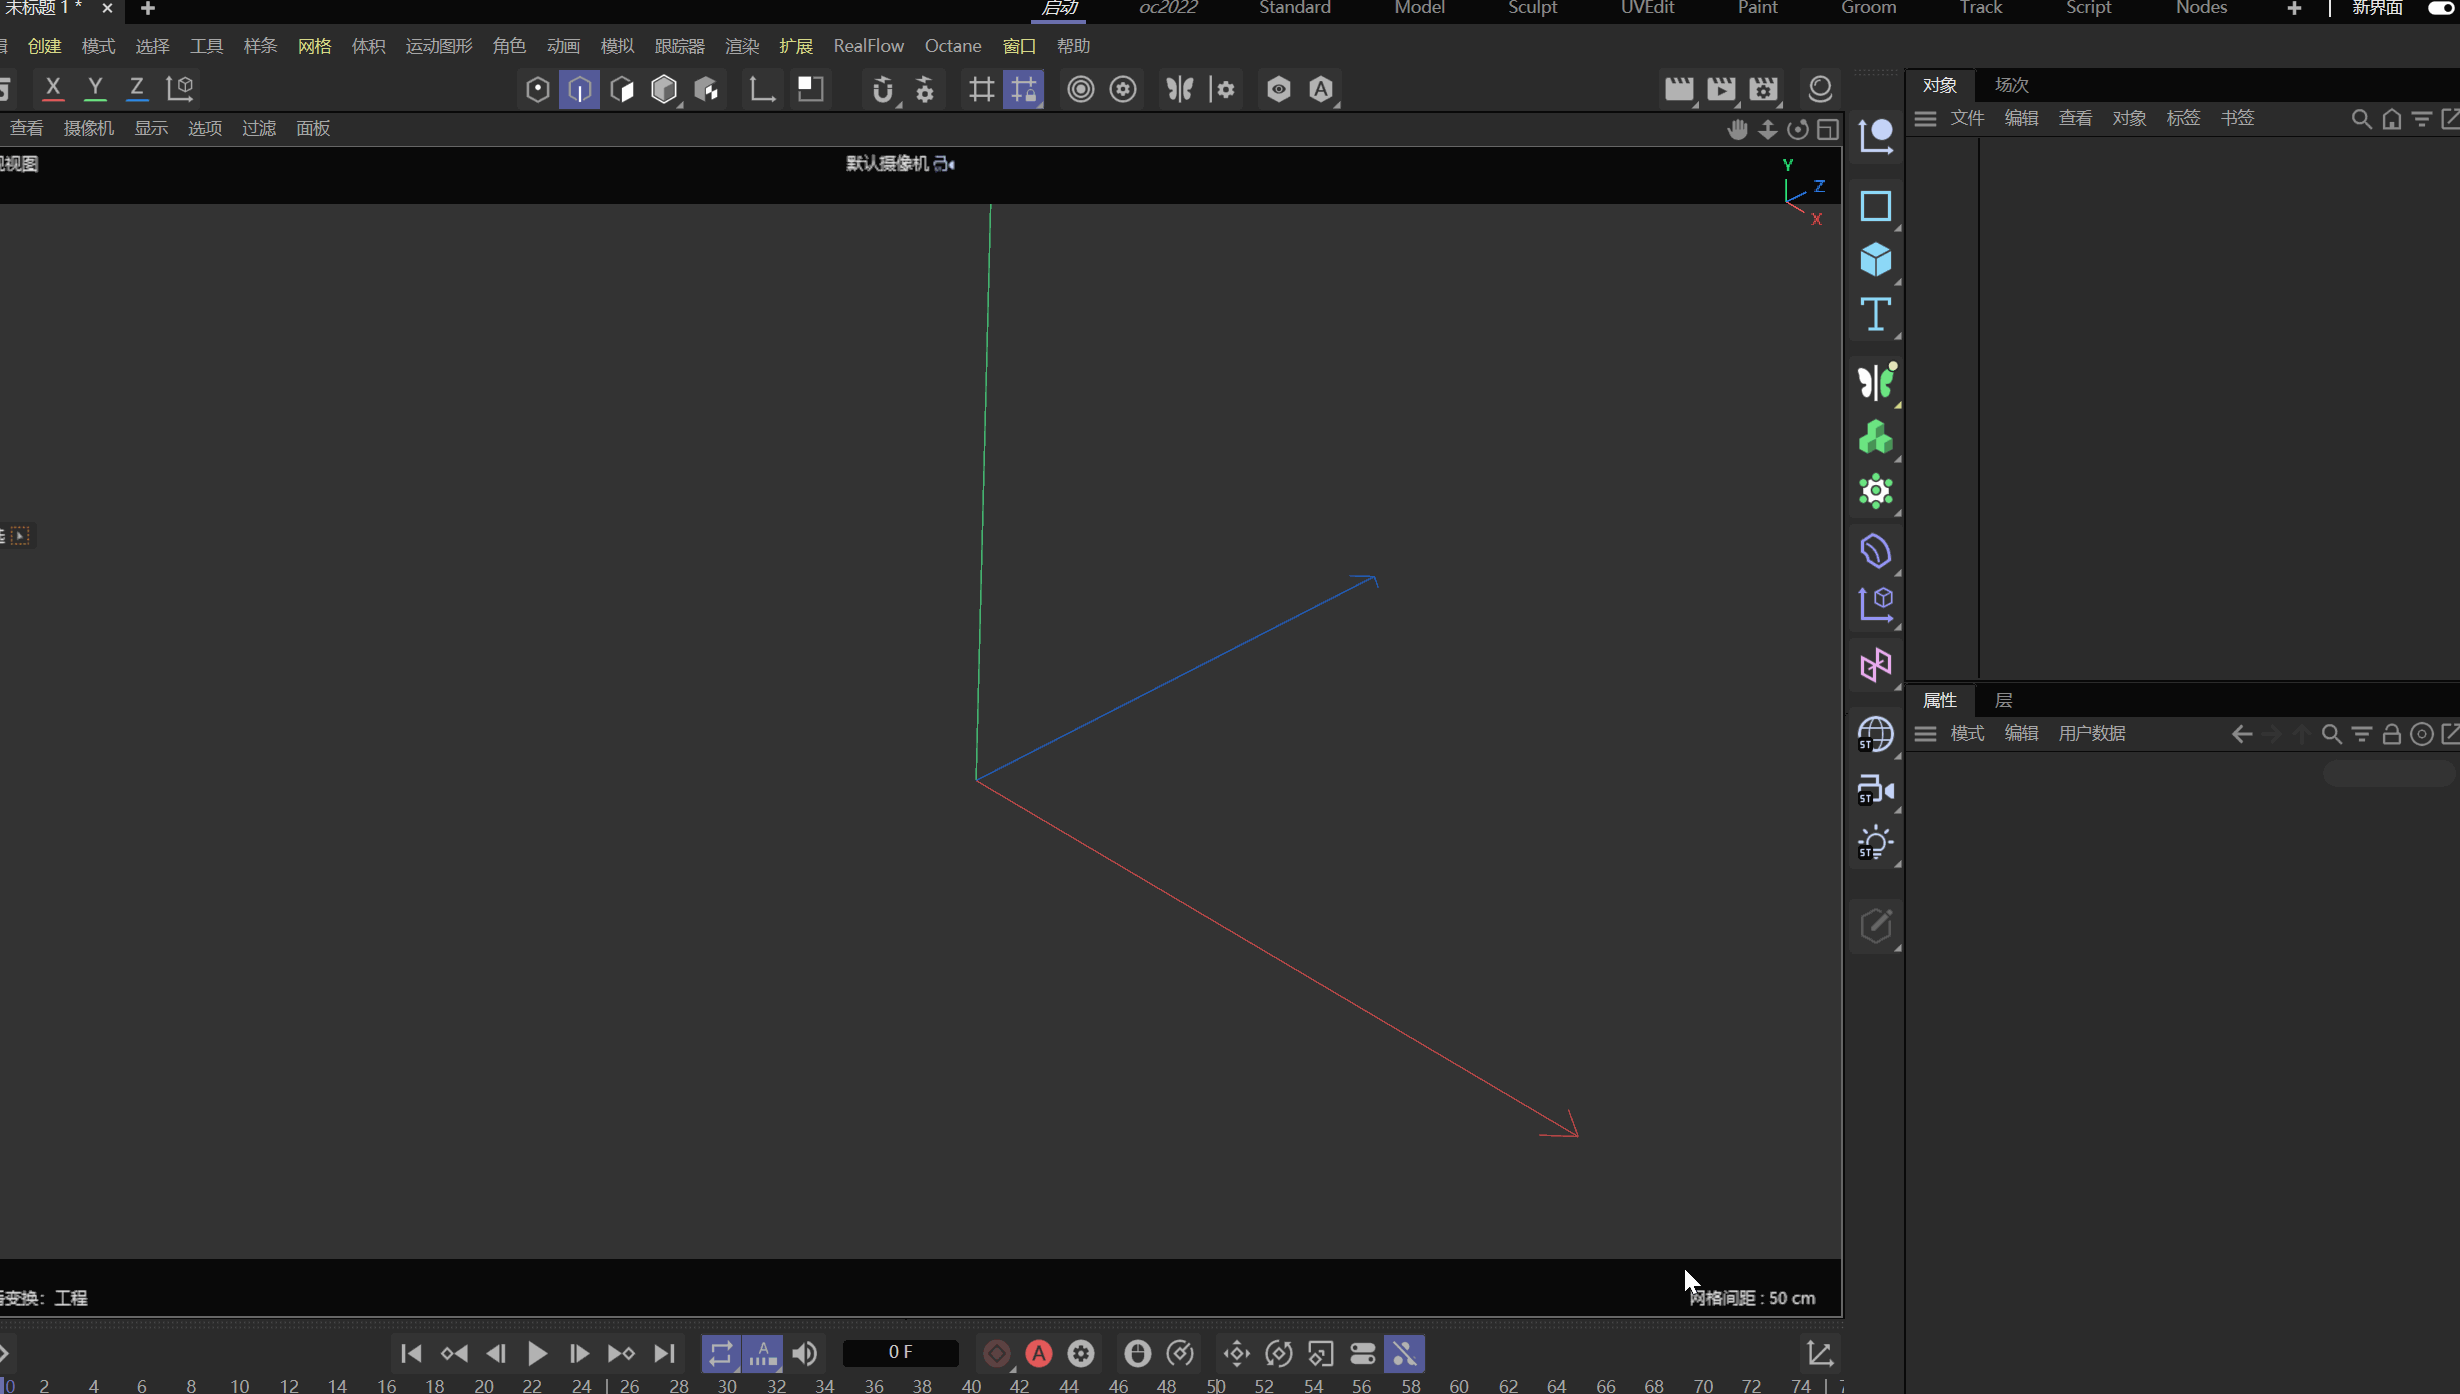 未标题 1 *
启动 oc2022 Standard Model Sculpt UVEdit Paint Groom Track Script Nodes 新界面
创建 模式 选择 工具 样条 网格 体积 运动图形 角色 动画 模拟 跟踪器 渲染 扩展 RealFlow Octane 窗口 帮助
X Y Z
A
对象 场次
查看 摄像机 显示 选项 过滤 面板
文件 编辑 查看 对象 标签 书签
视图
默认摄像机
Y
Z
X
T
属性 层
模式 编辑 用户数据
ST
ST
ST
变换: 工程
网格间距 : 50 cm
A
0 F
A
0 2 4 6 8 10 12 14 16 18 20 22 24 26 28 30 32 34 36 38 40 42 44 46 48 50 52 54 56 58 60 62 64 66 68 70 72 74